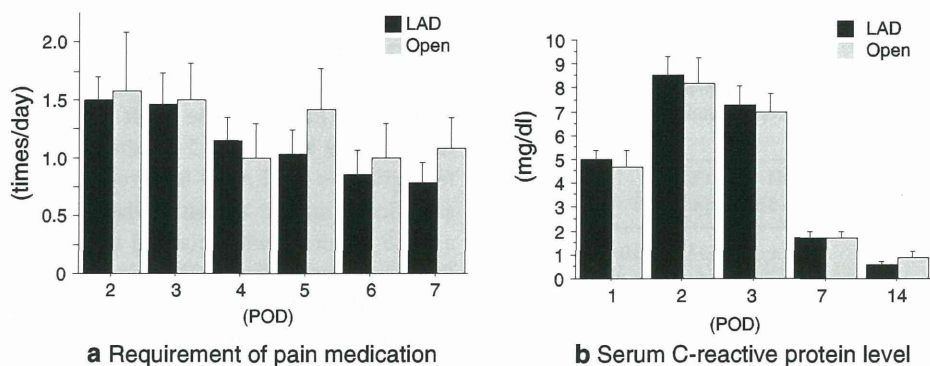 LAD
Open
2.0
1.5
1.0
0.5
0
(times/day)
2 3 4 5 6 7
(POD)
a Requirement of pain medication
LAD
Open
10
9
8
7
6
5
4
3
2
1
0
(mg/dl)
1 2 3 7 14
(POD)
b Serum C-reactive protein level